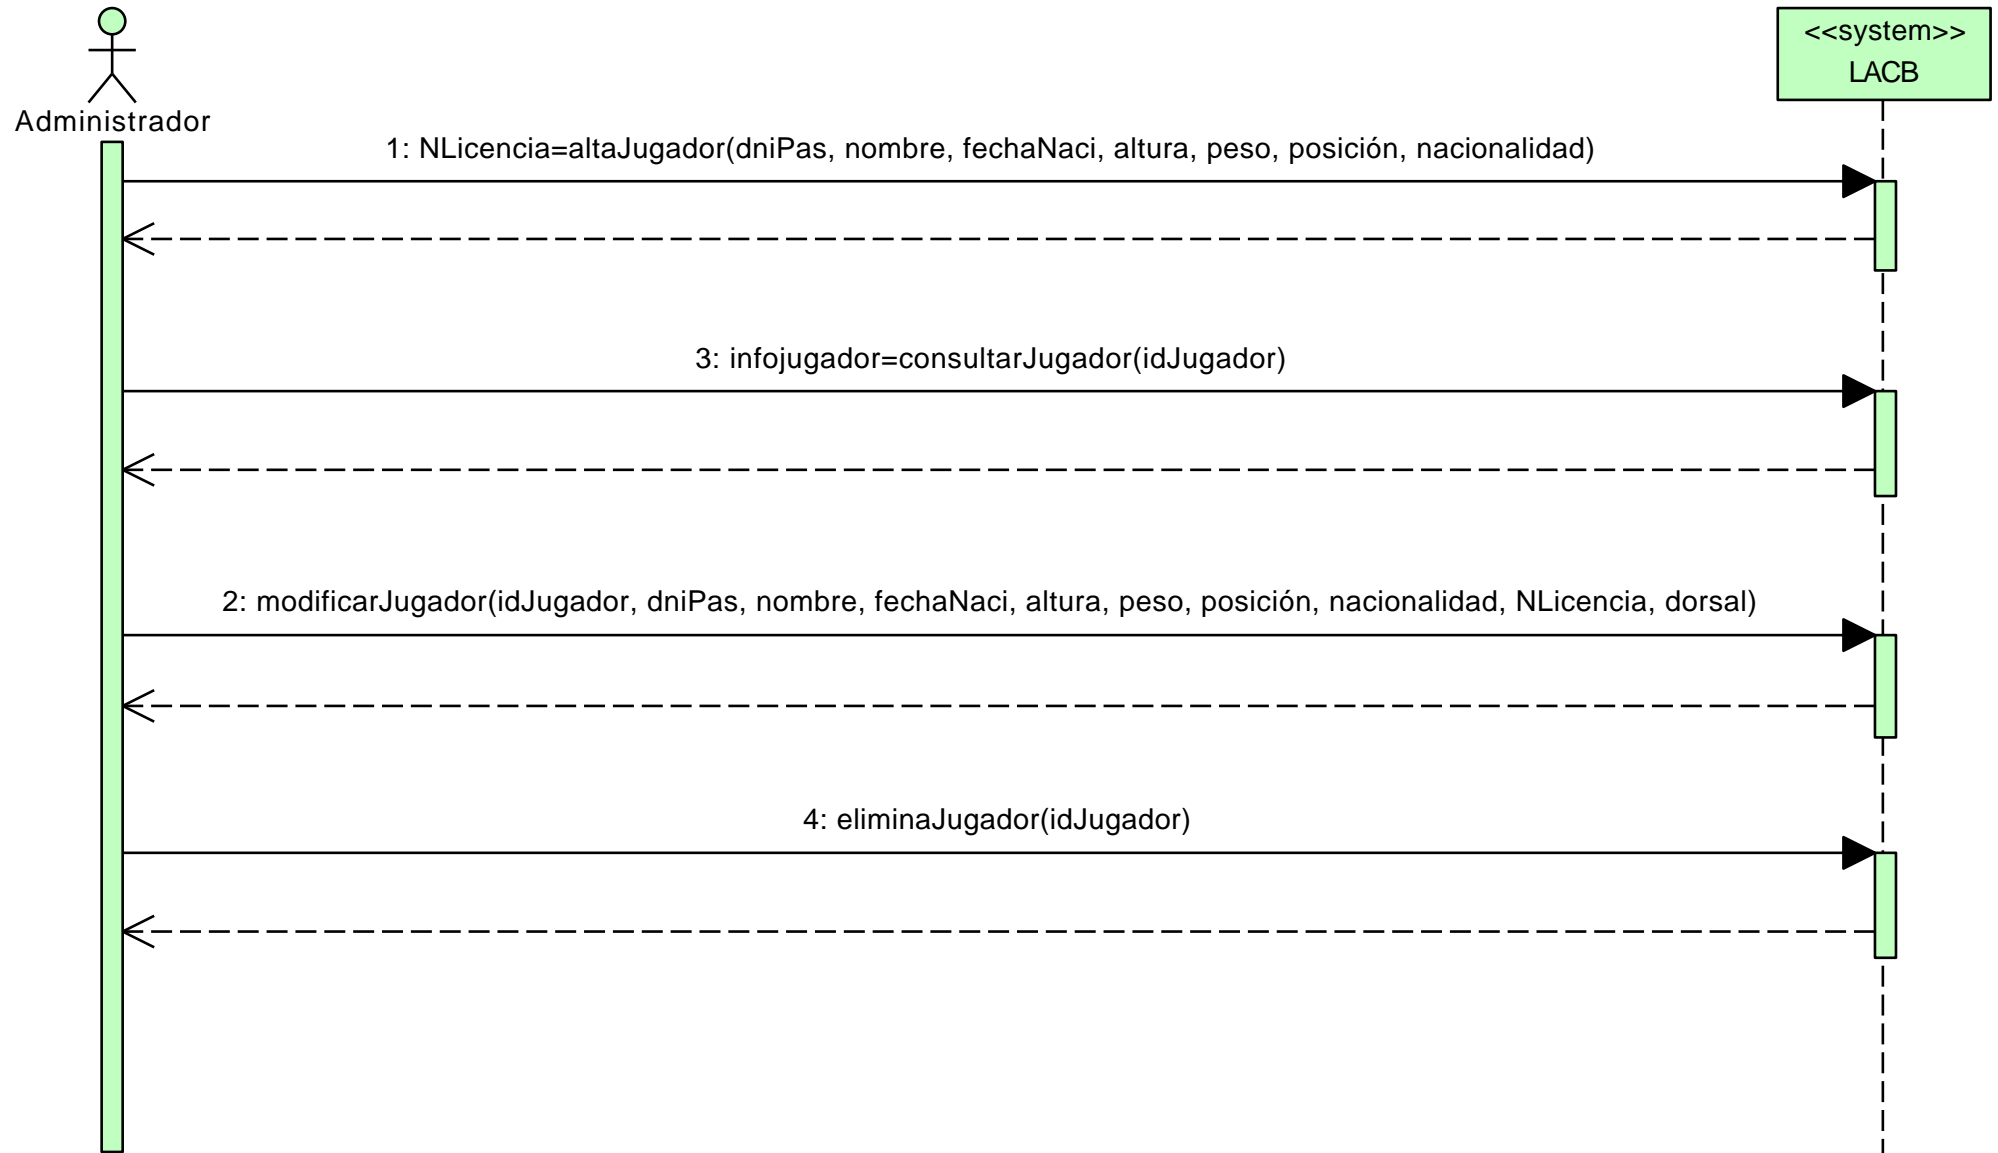 <<system>>
LACB
Administrador
1: NLicencia=altaJugador(dniPas, nombre, fechaNaci, altura, peso, posición, nacionalidad)
3: infojugador=consultarJugador(idJugador)
2: modificarJugador(idJugador, dniPas, nombre, fechaNaci, altura, peso, posición, nacionalidad, NLicencia, dorsal)
4: eliminaJugador(idJugador)